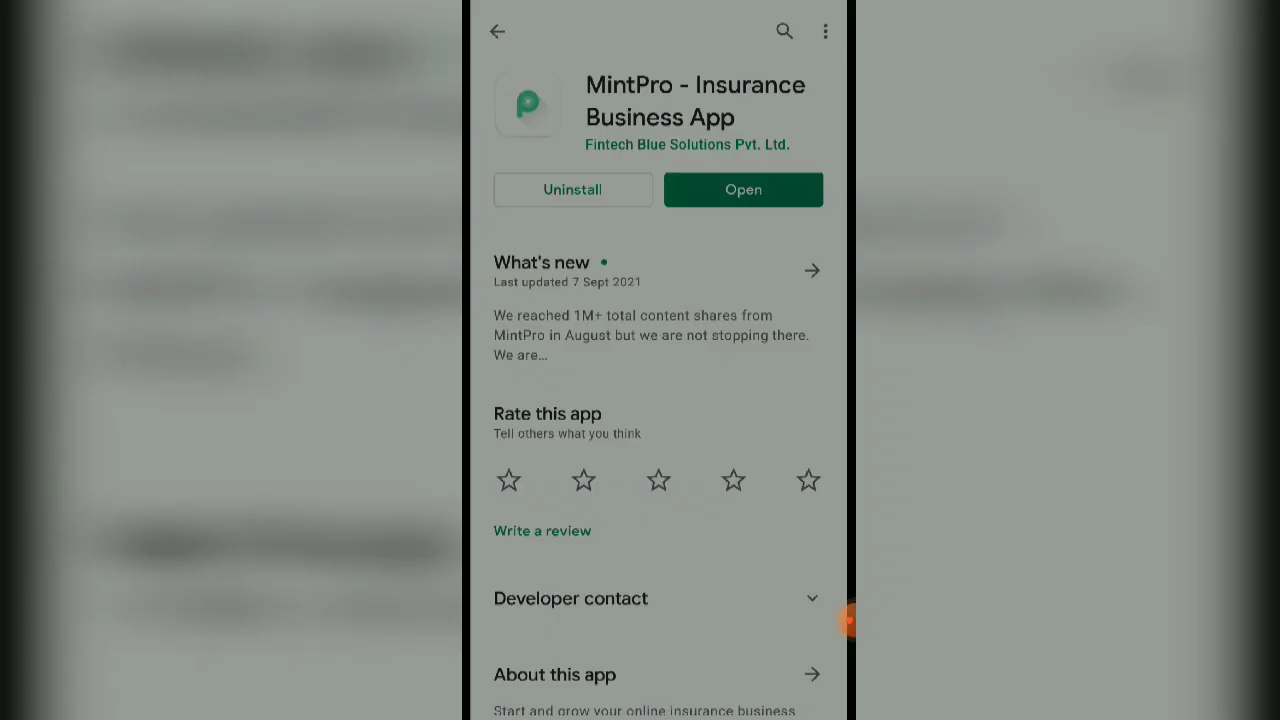 MintPro - Insurance
Business App
Fintech Blue Solutions Pvt. Ltd.
Uninstall
Open
What's new
Last updated 7 Sept 2021
We reached 1M+ total content shares from
MintPro in August but we are not stopping there.
We are...
Rate this app
Tell others what you think
Write a review
Developer contact
About this app
Start and grow your online insurance business